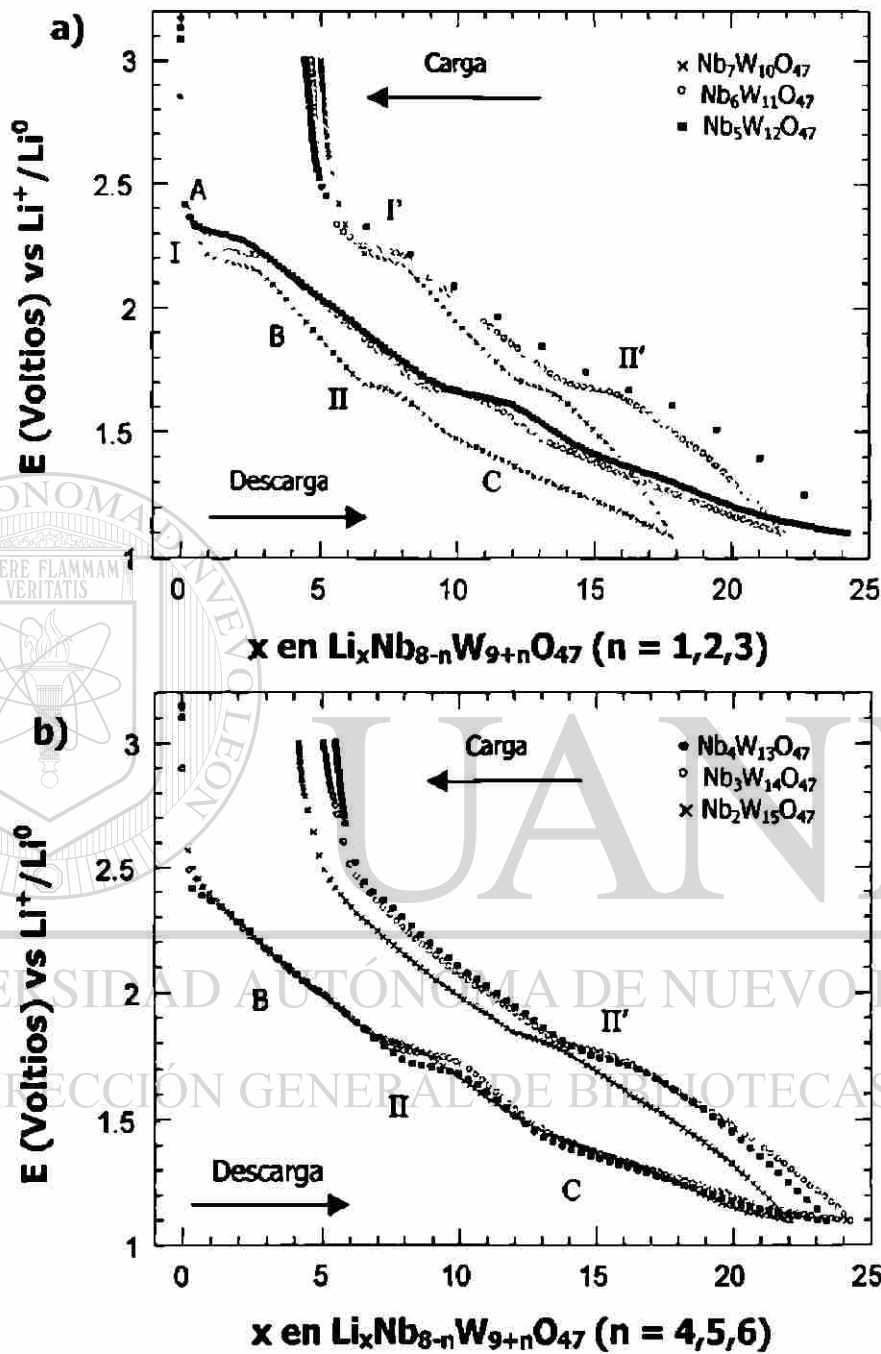 a)
Carga
× Nb₇W₁₀O₄₇
○ Nb₆W₁₁O₄₇
▪ Nb₅W₁₂O₄₇
3
2.5
2
1.5
1
A
I
I'
B
II
II'
C
Descarga
E (Voltios) vs Li⁺/Li⁰
0 5 10 15 20 25
x en LiₓNb₈₋ₙW₉₊ₙO₄₇ (n = 1,2,3)
b)
Carga
• Nb₄W₁₃O₄₇
○ Nb₃W₁₄O₄₇
× Nb₂W₁₅O₄₇
3
2.5
2
1.5
1
B
II
II'
C
Descarga
E (Voltios) vs Li⁺/Li⁰
0 5 10 15 20 25
x en LiₓNb₈₋ₙW₉₊ₙO₄₇ (n = 4,5,6)
UAN
AUTÓNOMA DE NUEVO
GENERAL DE BIBLIOTECAS
FLAMMAM
VERITATIS